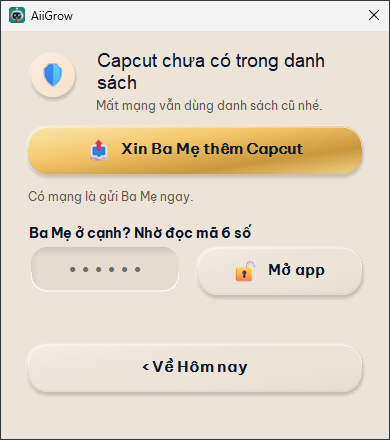 AiiGrow
Capcut chưa có trong danh
sách
Mất mạng vẫn dùng danh sách cũ nhé.
Xin Ba Mẹ thêm Capcut
Có mạng là gửi Ba Mẹ ngay.
Ba Mẹ ở cạnh? Nhờ đọc mã 6 số
••••••
Mở app
< Về Hôm nay